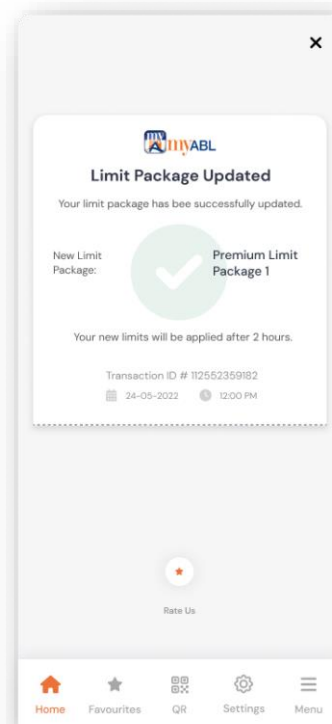 myABL
Limit Package Updated
Your limit package has bee successfully updated.
New Limit Premium Limit
Package: Package 1
Your new limits will be applied after 2 hours.
Transaction ID # 112552359182
24-05-2022 12:00 PM
Rate Us
Home Favourites QR Settings Menu